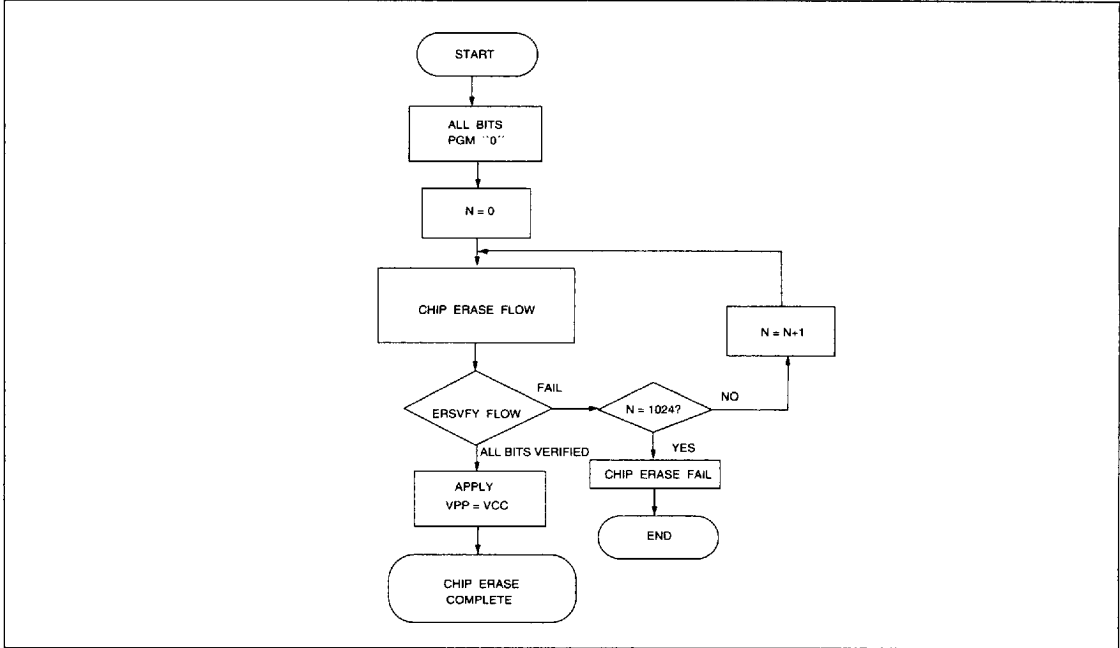 START
ALL BITS
PGM ``0´´
N = 0
CHIP ERASE FLOW
N = N+1
FAIL
NO
ERSVFY FLOW
N = 1024?
ALL BITS VERIFIED
YES
APPLY
VPP = VCC
CHIP ERASE FAIL
END
CHIP ERASE
COMPLETE